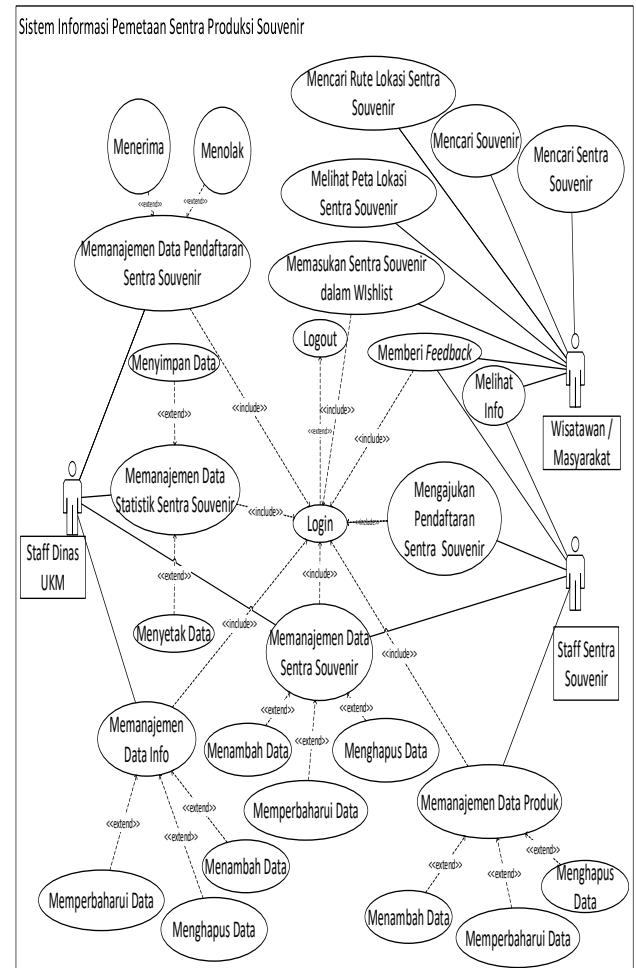 Sistem Informasi Pemetaan Sentra Produksi Souvenir
Mencari Rute Lokasi Sentra
Souvenir
Mencari Souvenir
Mencari Sentra
Souvenir
Menerima
Menolak
<<extend>>
<<extend>>
Melihat Peta Lokasi
Sentra Souvenir
Memanajemen Data Pendaftaran
Sentra Souvenir
Memasukan Sentra Souvenir
dalam WIshlist
Logout
Memberi Feedback
Melihat
Info
Wisatawan /
Masyarakat
Menyimpan Data
<<extend>>
<<include>>
<<extend>>
<<include>>
<<include>>
Memanajemen Data
Statistik Sentra Souvenir
<<include>>
Login
<<include>>
Mengajukan
Pendaftaran
Sentra Souvenir
Staff Dinas
UKM
<<extend>>
<<include>>
Menyetak Data
<<include>>
<<include>>
Memanajemen Data
Sentra Souvenir
Staff Sentra
Souvenir
Memanajemen
Data Info
<<extend>>
<<extend>>
<<extend>>
Menambah Data
Menghapus Data
Memperbaharui Data
Memanajemen Data Produk
<<extend>>
<<extend>>
<<extend>>
Menambah Data
Memperbaharui Data
Menghapus Data
<<extend>>
<<extend>>
<<extend>>
Menghapus
Data
Menambah Data
Memperbaharui Data